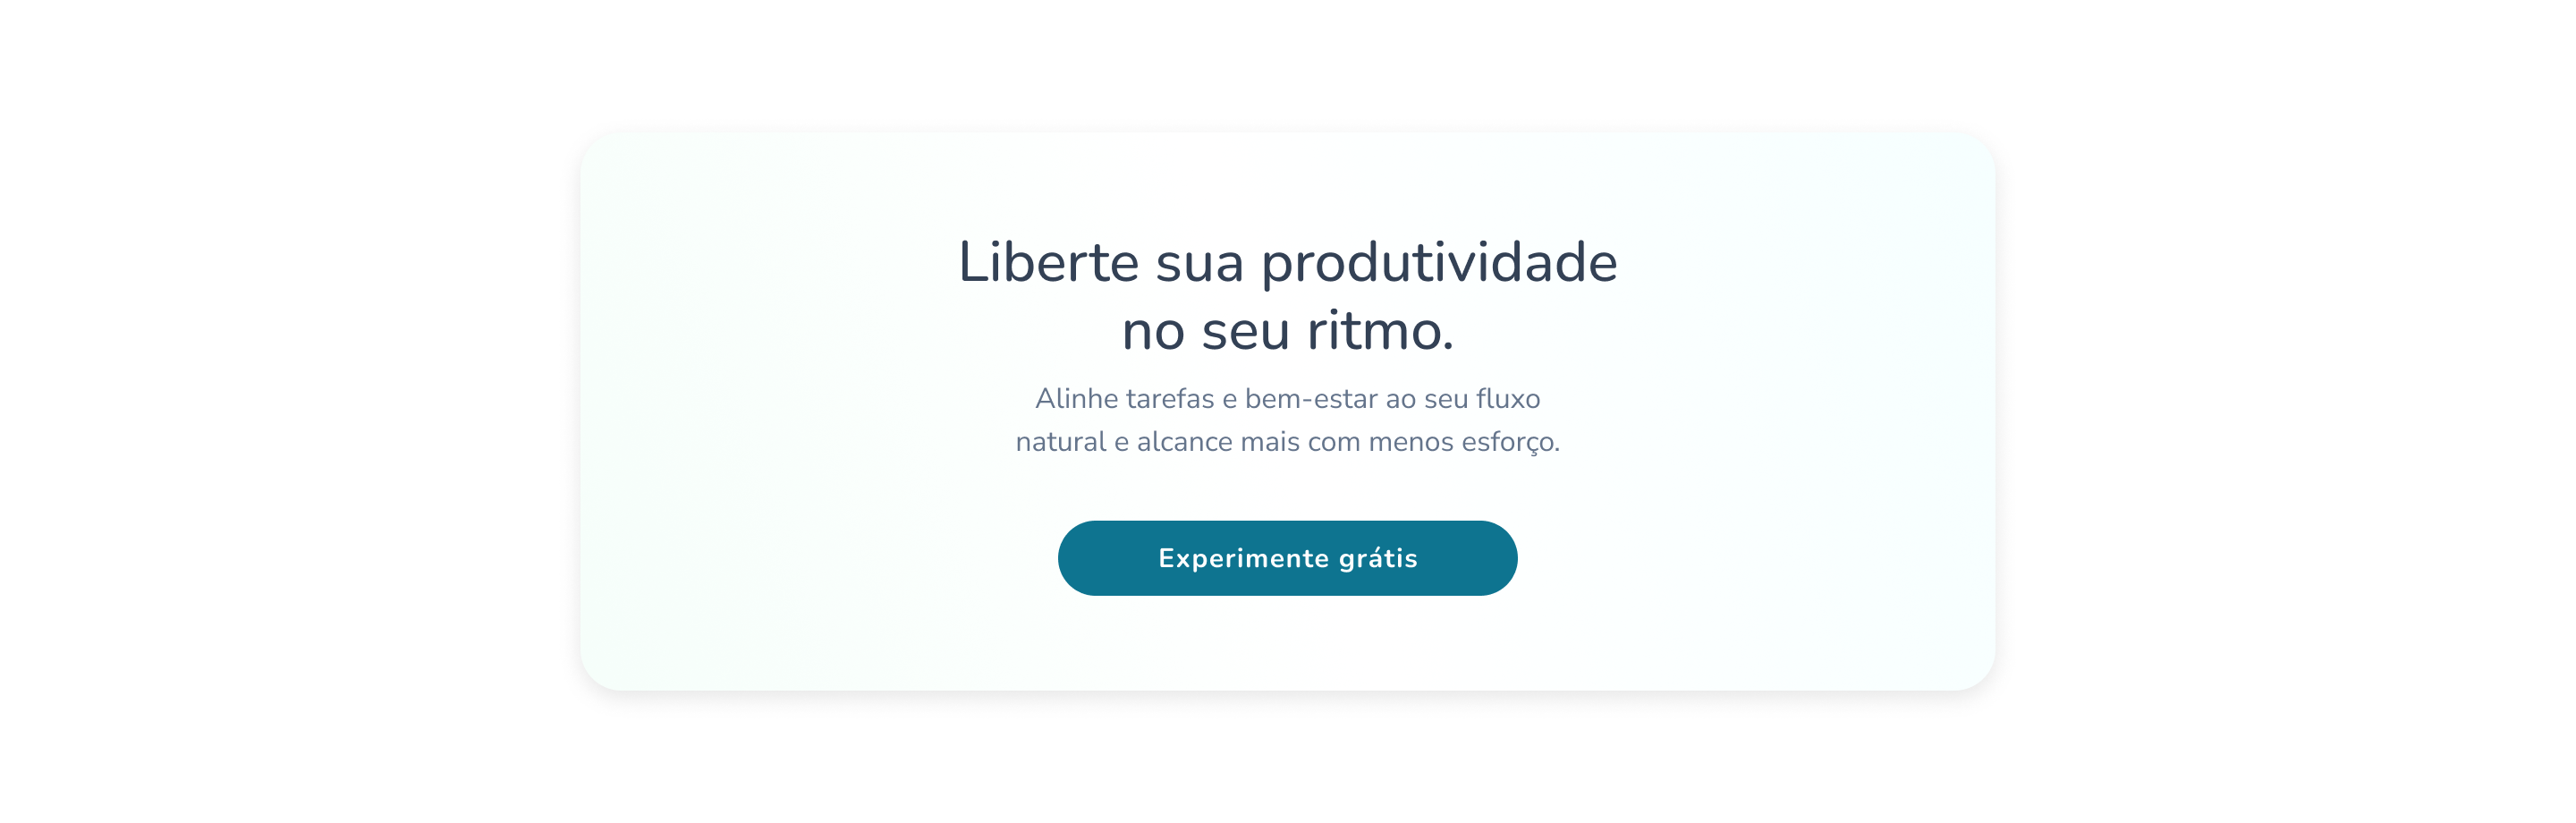 Liberte sua produtividade
no seu ritmo.
Alinhe tarefas e bem-estar ao seu fluxo
natural e alcance mais com menos esforço.
Experimente grátis